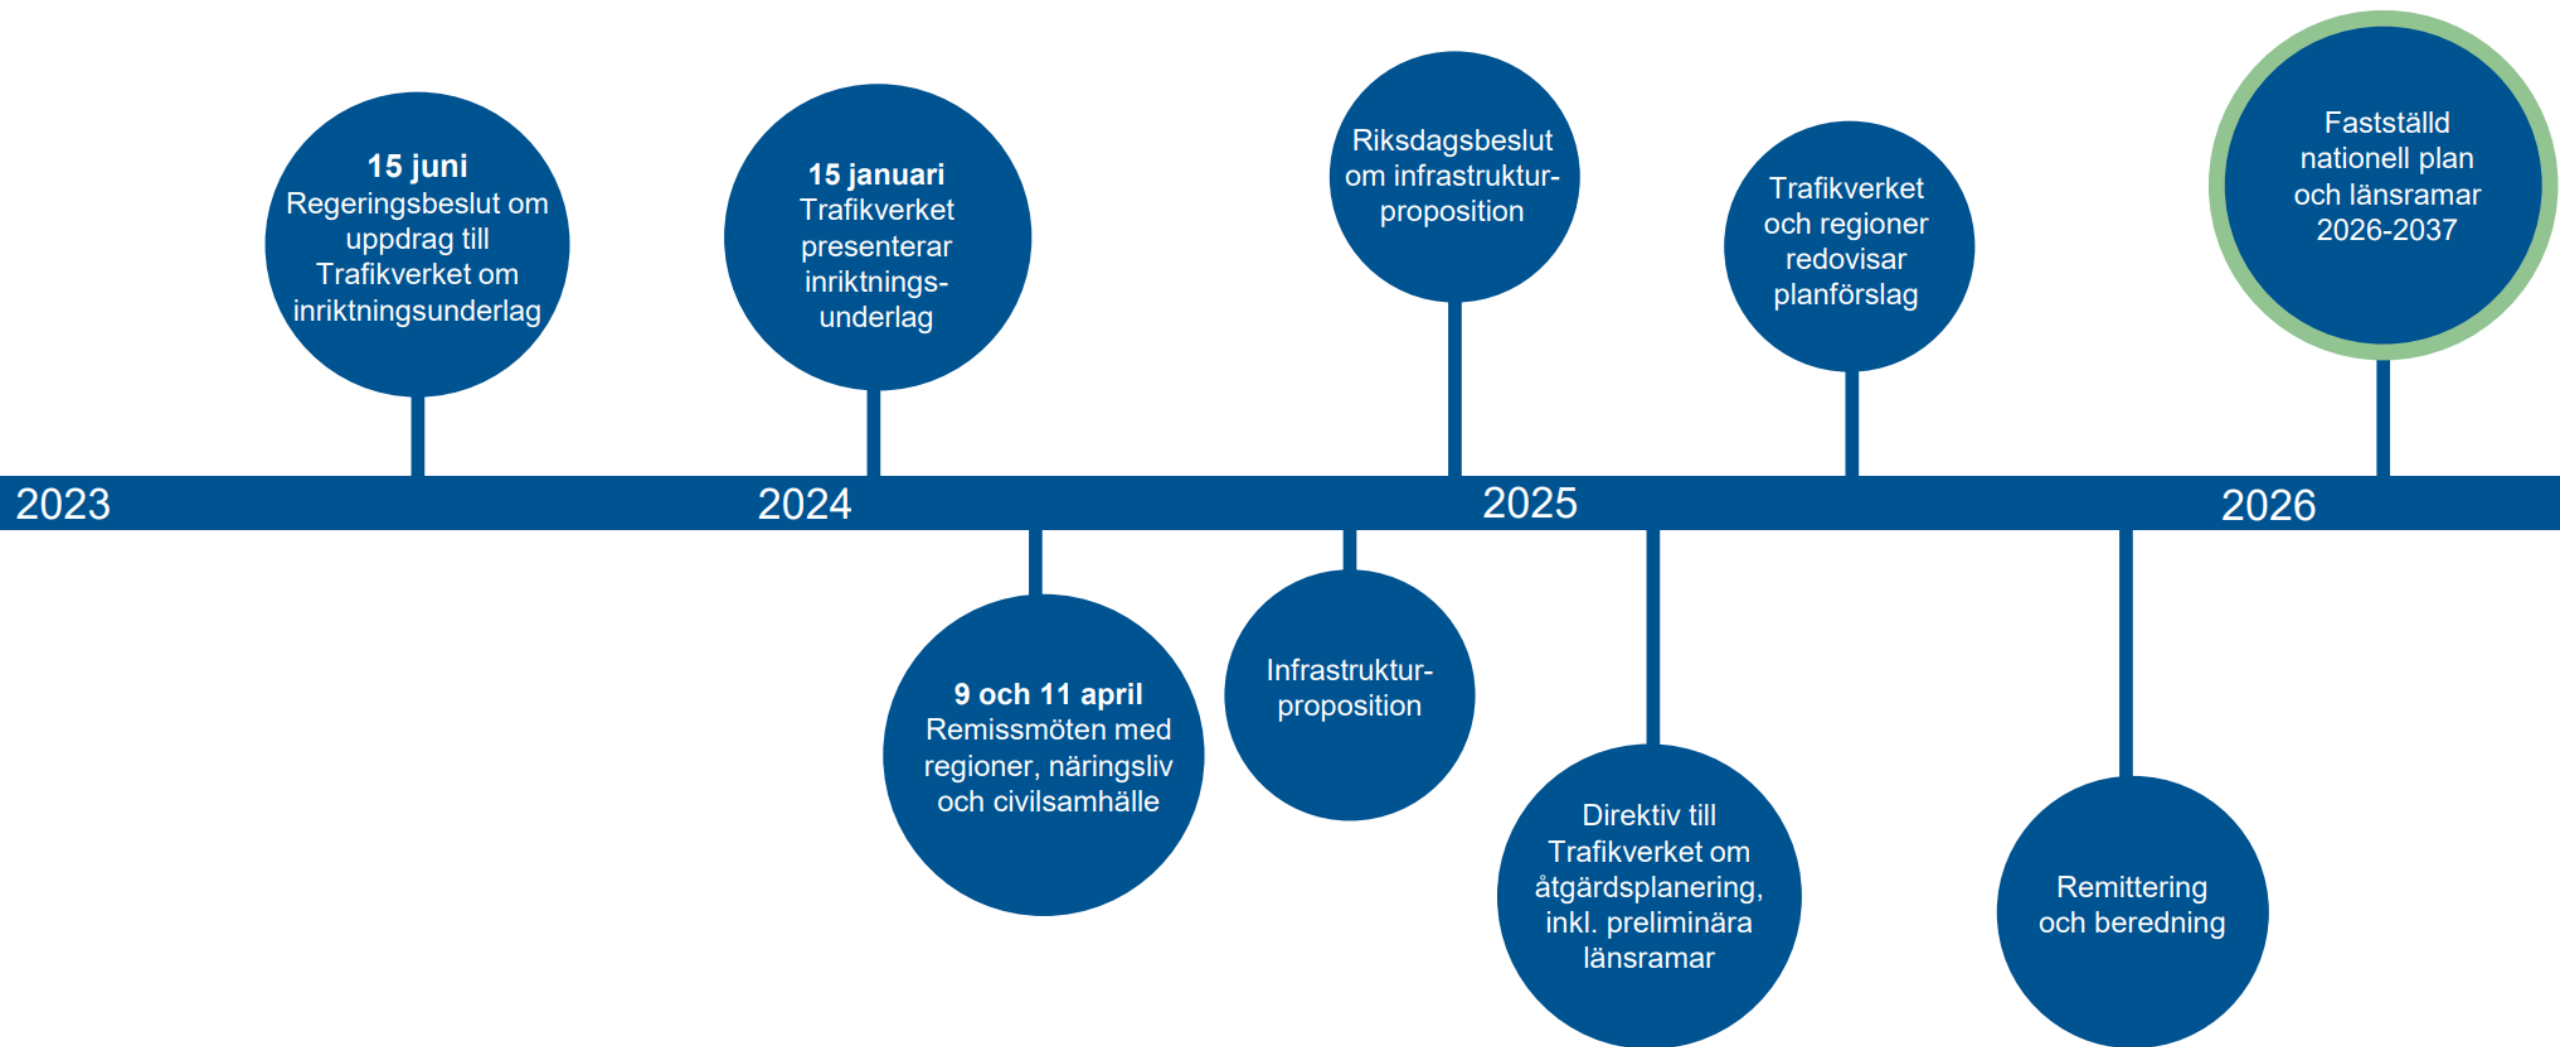 15 juni
Regeringsbeslut om
uppdrag till
Trafikverket om
inriktningsunderlag
15 januari
Trafikverket
presenterar
inriktnings-
underlag
Riksdagsbeslut
om infrastruktur-
proposition
Trafikverket
och regioner
redovisar
planförslag
Fastställd
nationell plan
och länsramar
2026-2037
2023
2024
2025
2026
9 och 11 april
Remissmöten med
regioner, näringsliv
och civilsamhälle
Infrastruktur-
proposition
Direktiv till
Trafikverket om
åtgärdsplanering,
inkl. preliminära
länsramar
Remittering
och beredning